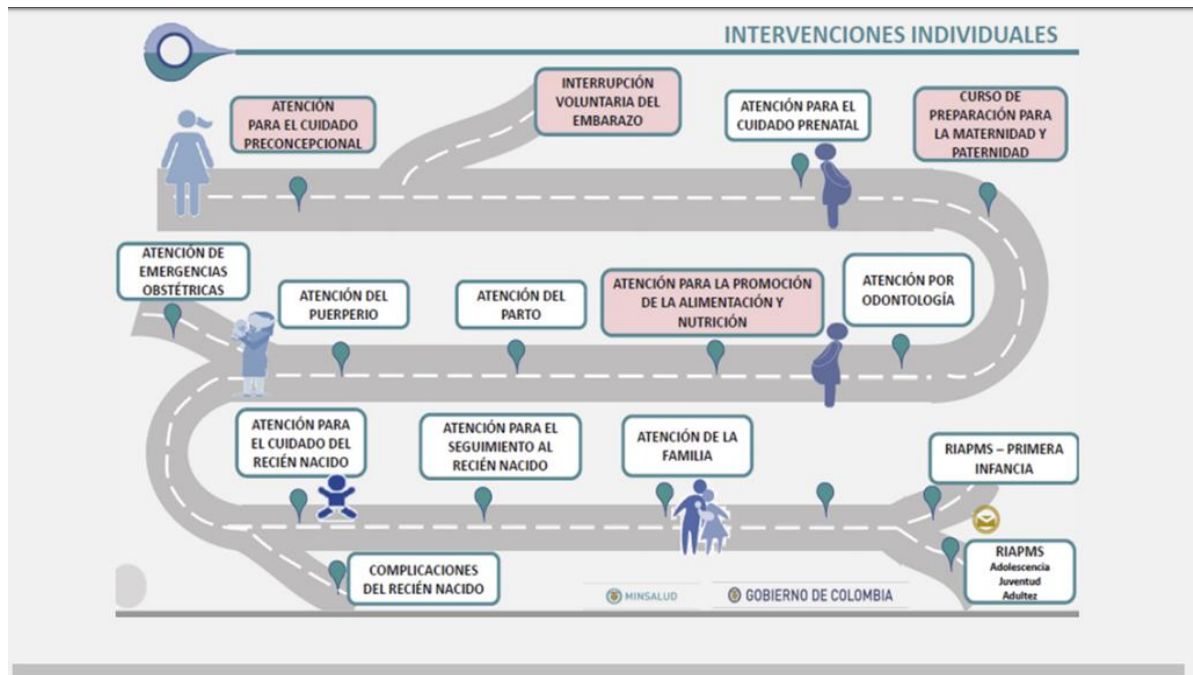 INTERVENCIONES INDIVIDUALES
ATENCIÓN
PARA EL CUIDADO
PRECONCEPCIONAL
INTERRUPCIÓN
VOLUNTARIA DEL
EMBARAZO
ATENCIÓN PARA EL
CUIDADO PRENATAL
CURSO DE
PREPARACIÓN PARA
LA MATERNIDAD Y
PATERNIDAD
ATENCIÓN DE
EMERGENCIAS
OBSTÉTRICAS
ATENCIÓN DEL
PUERPERIO
ATENCIÓN DEL
PARTO
ATENCIÓN PARA LA PROMOCIÓN
DE LA ALIMENTACIÓN Y
NUTRICIÓN
ATENCIÓN POR
ODONTOLOGÍA
ATENCIÓN PARA
EL CUIDADO DEL
RECIÉN NACIDO
ATENCIÓN PARA EL
SEGUIMIENTO AL
RECIÉN NACIDO
ATENCIÓN DE LA
FAMILIA
RIAPMS – PRIMERA
INFANCIA
COMPLICACIONES
DEL RECIÉN NACIDO
RIAPMS
Adolescencia
Juventud
Adultez
MINSALUD
GOBIERNO DE COLOMBIA